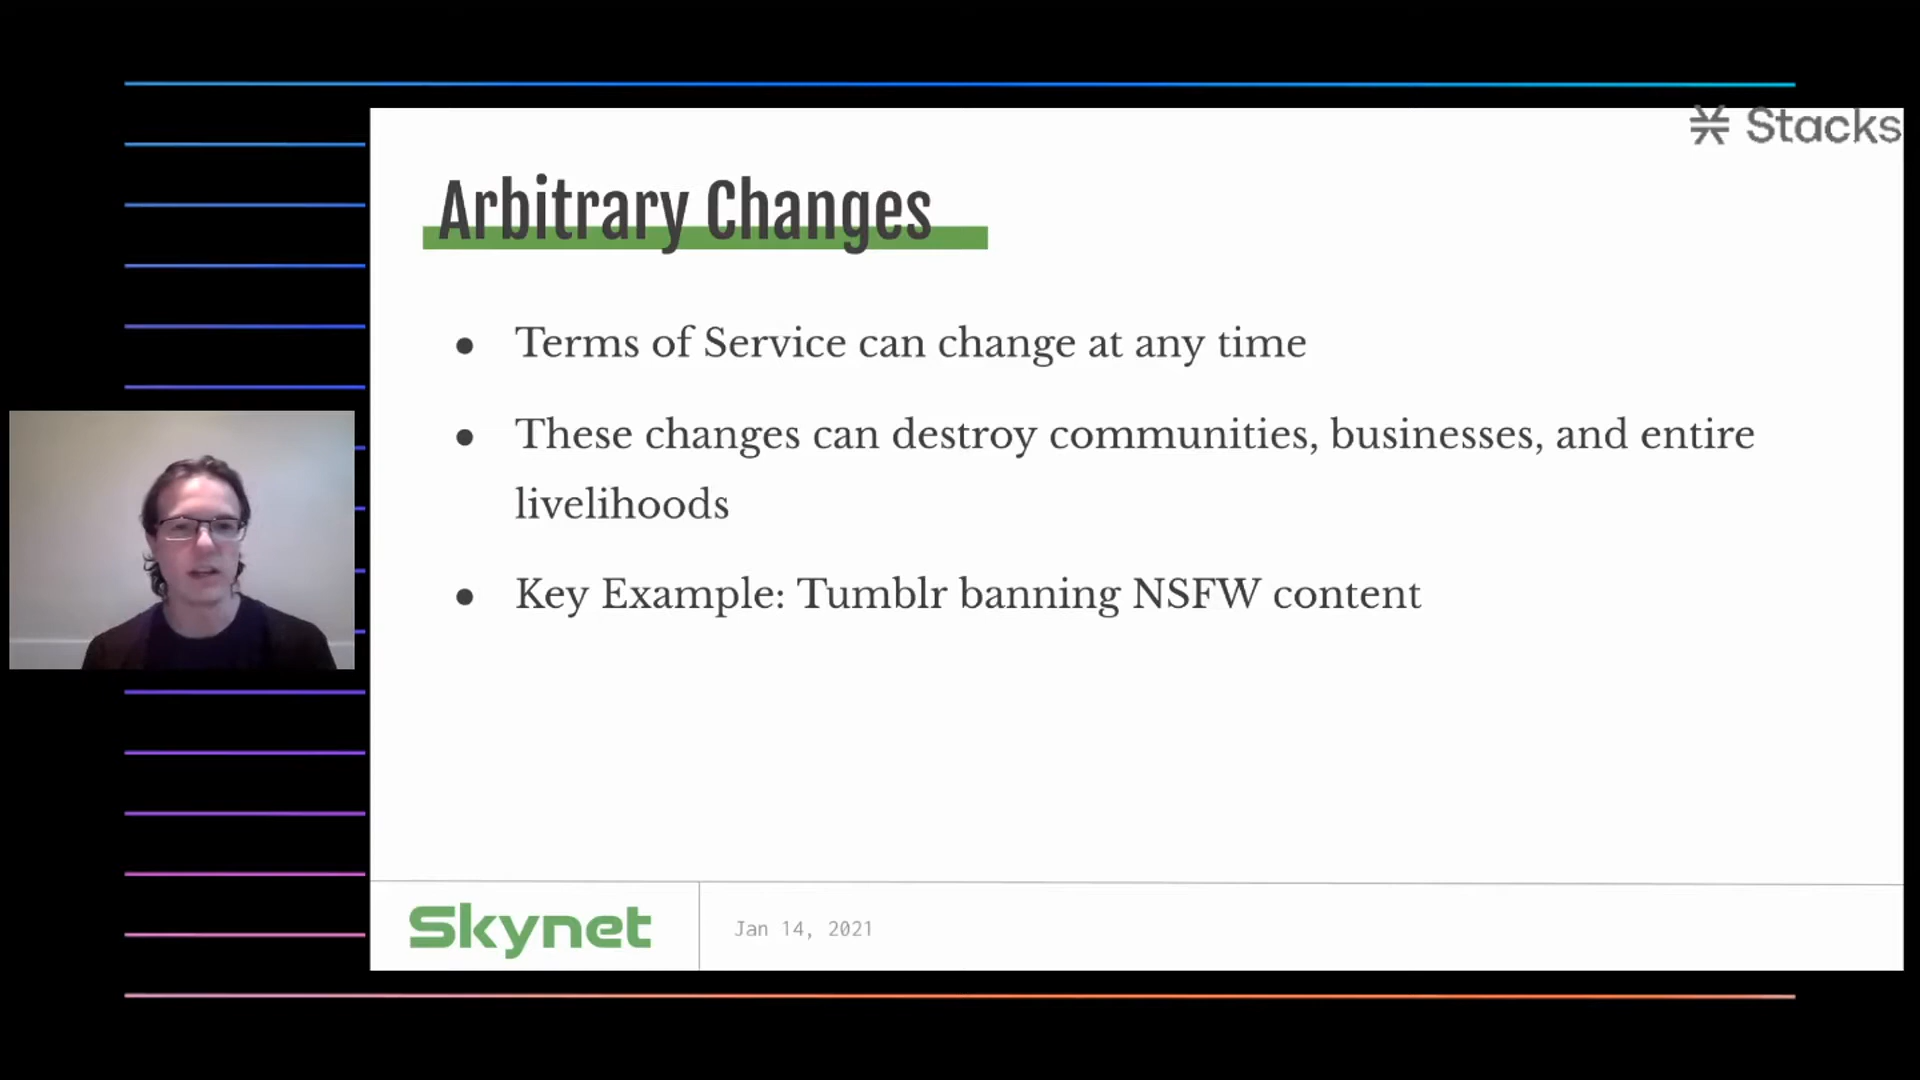 Stacks
Arbitrary Changes
● Terms of Service can change at any time
● These changes can destroy communities, businesses, and entire
livelihoods
● Key Example: Tumblr banning NSFW content
Skynet
Jan 14, 2021